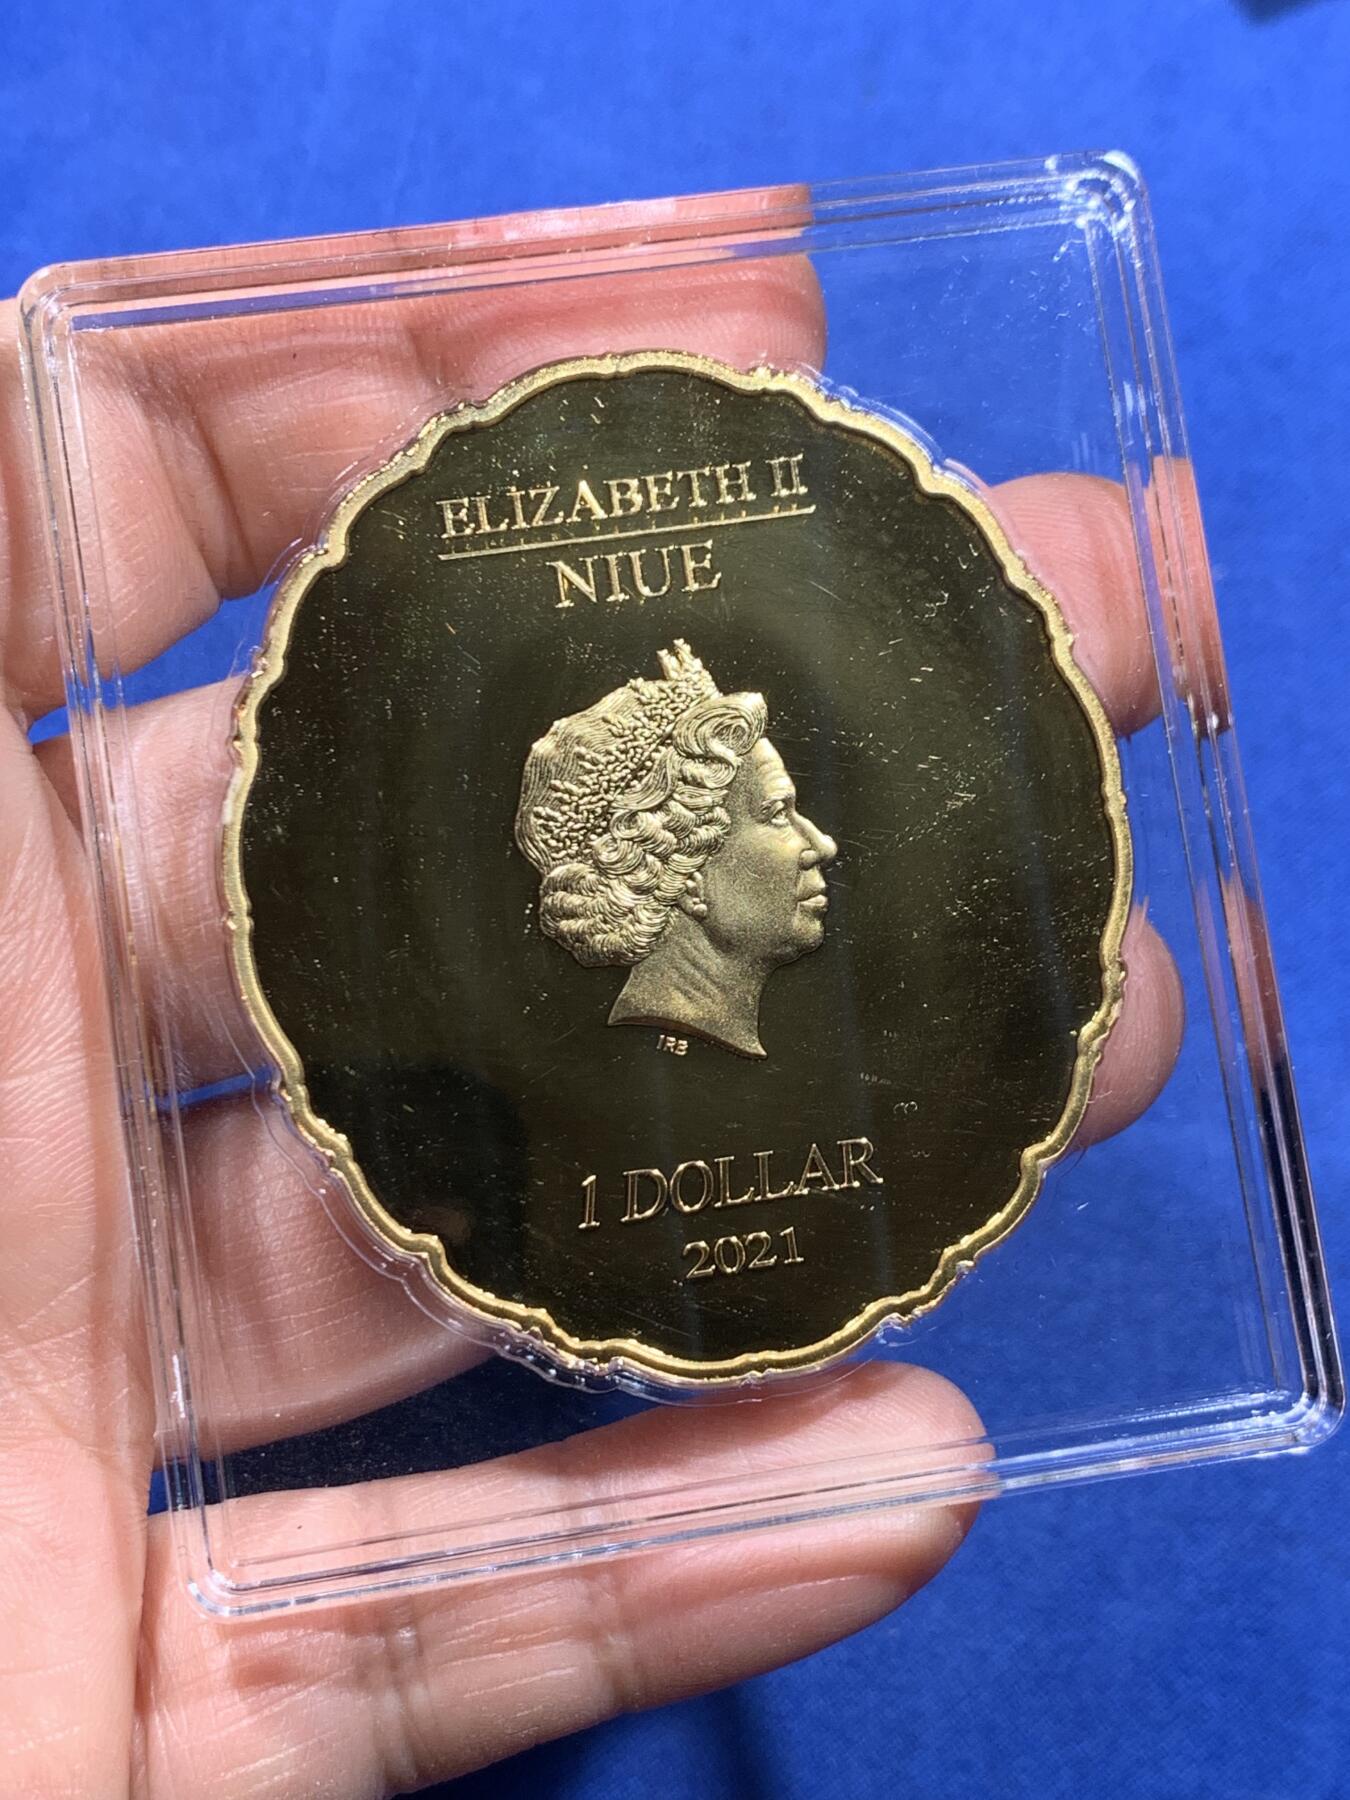 ELIZABETH II
NIUE
IRB
1 DOLLAR
2021